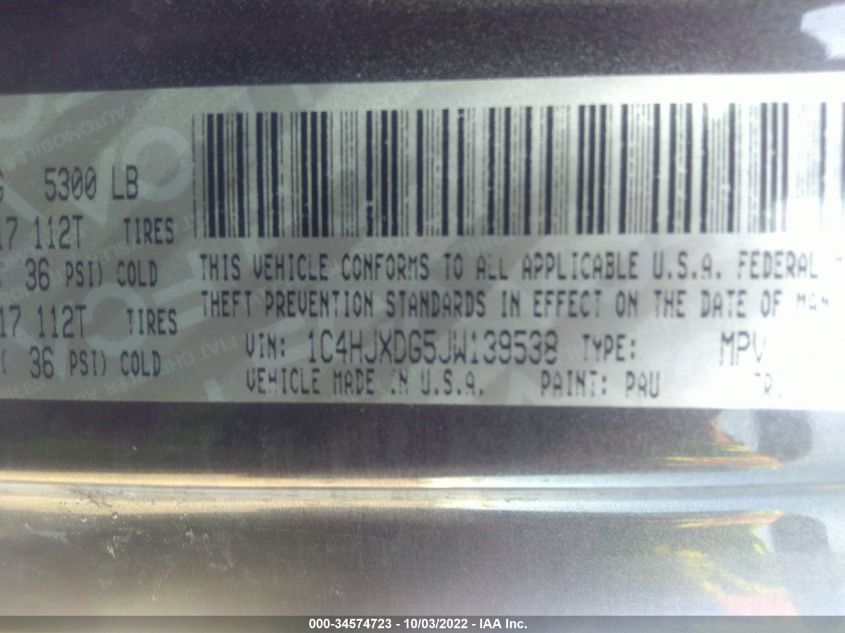 5300 LB
17 112T TIRES
36 PSI) COLD
17 112T TIRES
( 36 PSI) COLD
THIS VEHICLE CONFORMS TO ALL APPLICABLE U.S.A. FEDERAL
THEFT PREVENTION STANDARDS IN EFFECT ON THE DATE OF MAN
VIN: 1C4HJXDG5JW139538 TYPE: MPV
VEHICLE MADE IN U.S.A. PAINT: PAU TR
000-34574723 - 10/03/2022 - IAA Inc.